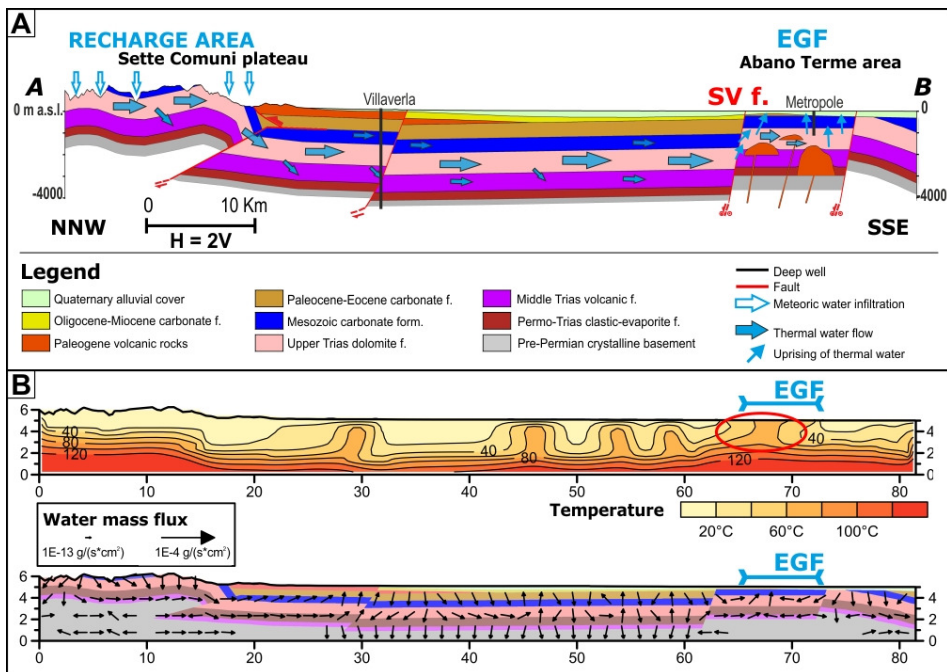 A
RECHARGE AREA
Sette Comuni plateau
EGF
Abano Terme area
A
B
SV f.
Villaverla
Metropole
0 m a.s.l.
0
-4000
-4000
0 10 Km
NNW
H = 2V
SSE
Legend
Quaternary alluvial cover
Oligocene-Miocene carbonate f.
Paleogene volcanic rocks
Paleocene-Eocene carbonate f.
Mesozoic carbonate form.
Upper Trias dolomite f.
Middle Trias volcanic f.
Permo-Trias clastic-evaporite f.
Pre-Permian crystalline basement
Deep well
Fault
Meteoric water infiltration
Thermal water flow
Uprising of thermal water
B
EGF
6
4
2
0
40
80
120
40
80
120
40
4
2
0
0 10 20 30 40 50 60 70 80
Water mass flux
1E-13 g/(s*cm²) 1E-4 g/(s*cm²)
Temperature
20°C 60°C 100°C
EGF
6
4
2
0
4
2
0
0 10 20 30 40 50 60 70 80